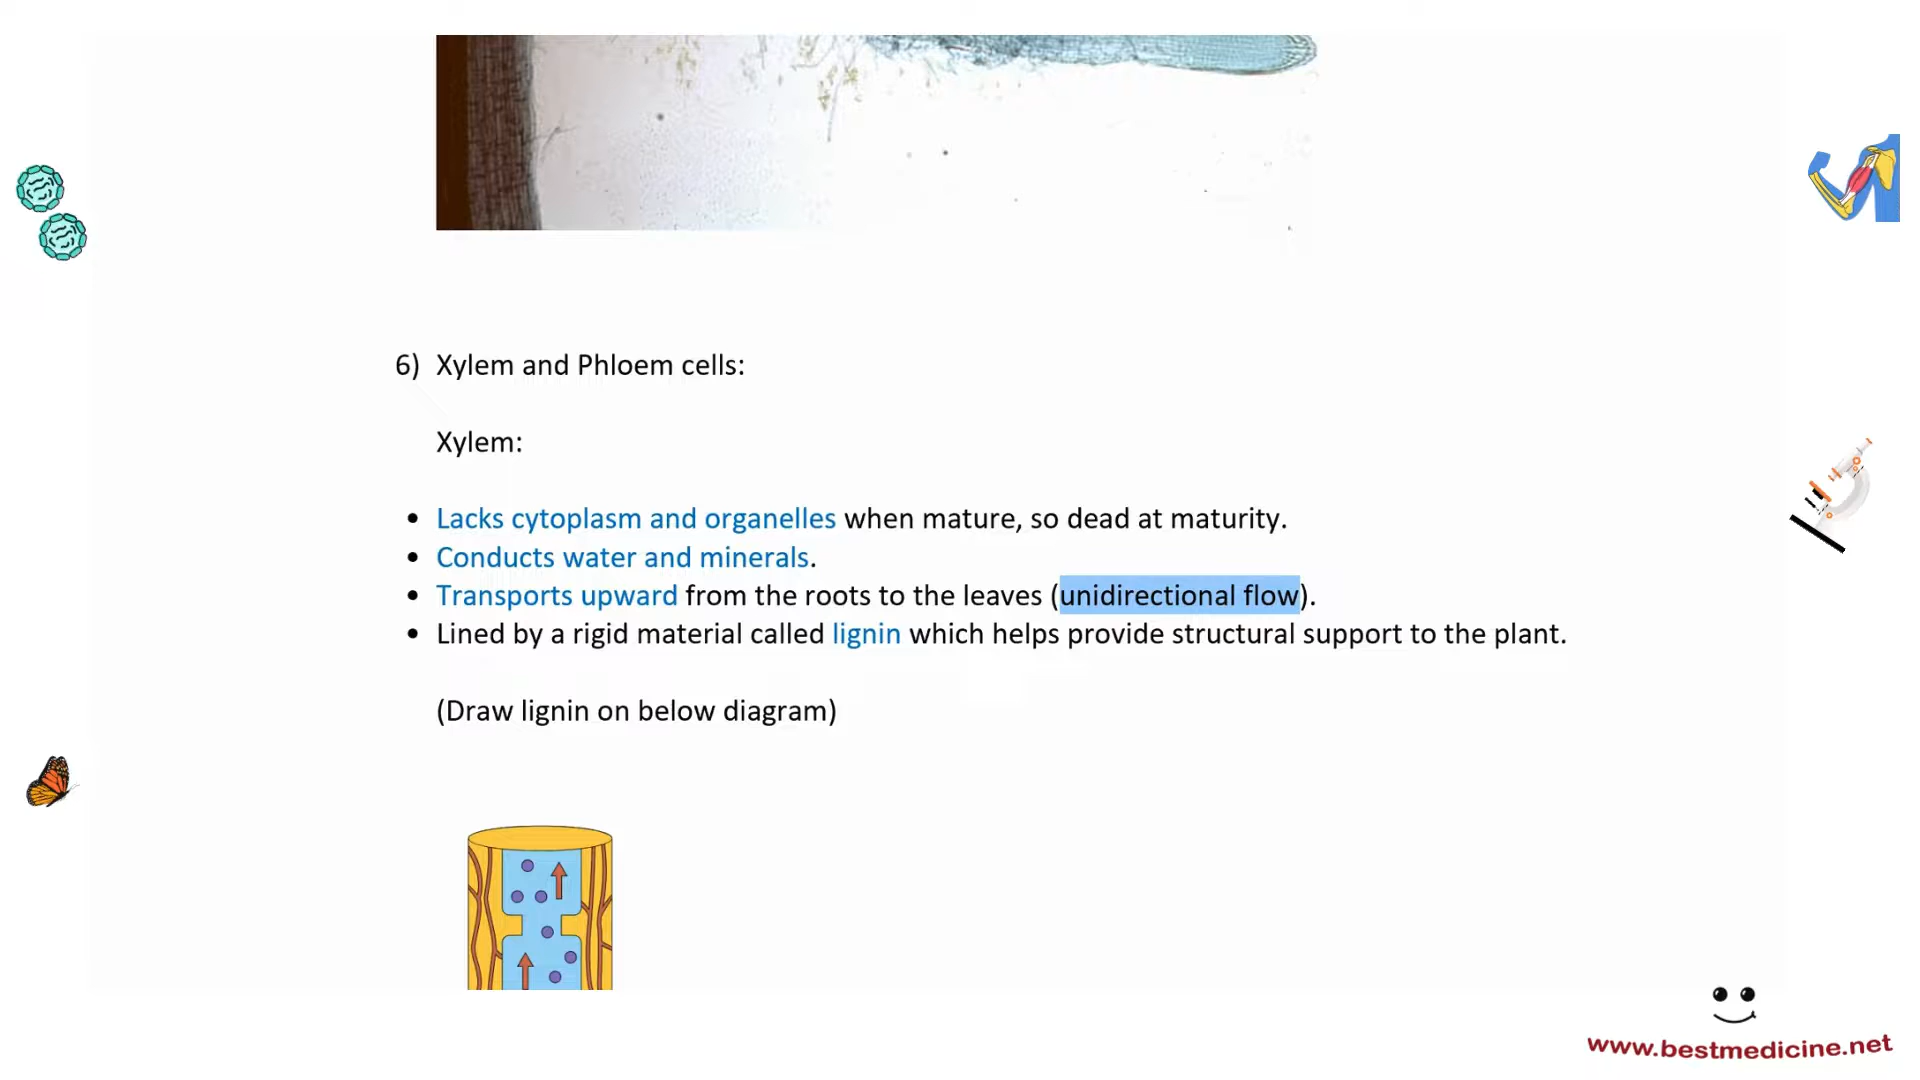 6) Xylem and Phloem cells:
Xylem:
• Lacks cytoplasm and organelles when mature, so dead at maturity.
• Conducts water and minerals.
• Transports upward from the roots to the leaves (unidirectional flow).
• Lined by a rigid material called lignin which helps provide structural support to the plant.
(Draw lignin on below diagram)
www.bestmedicine.net